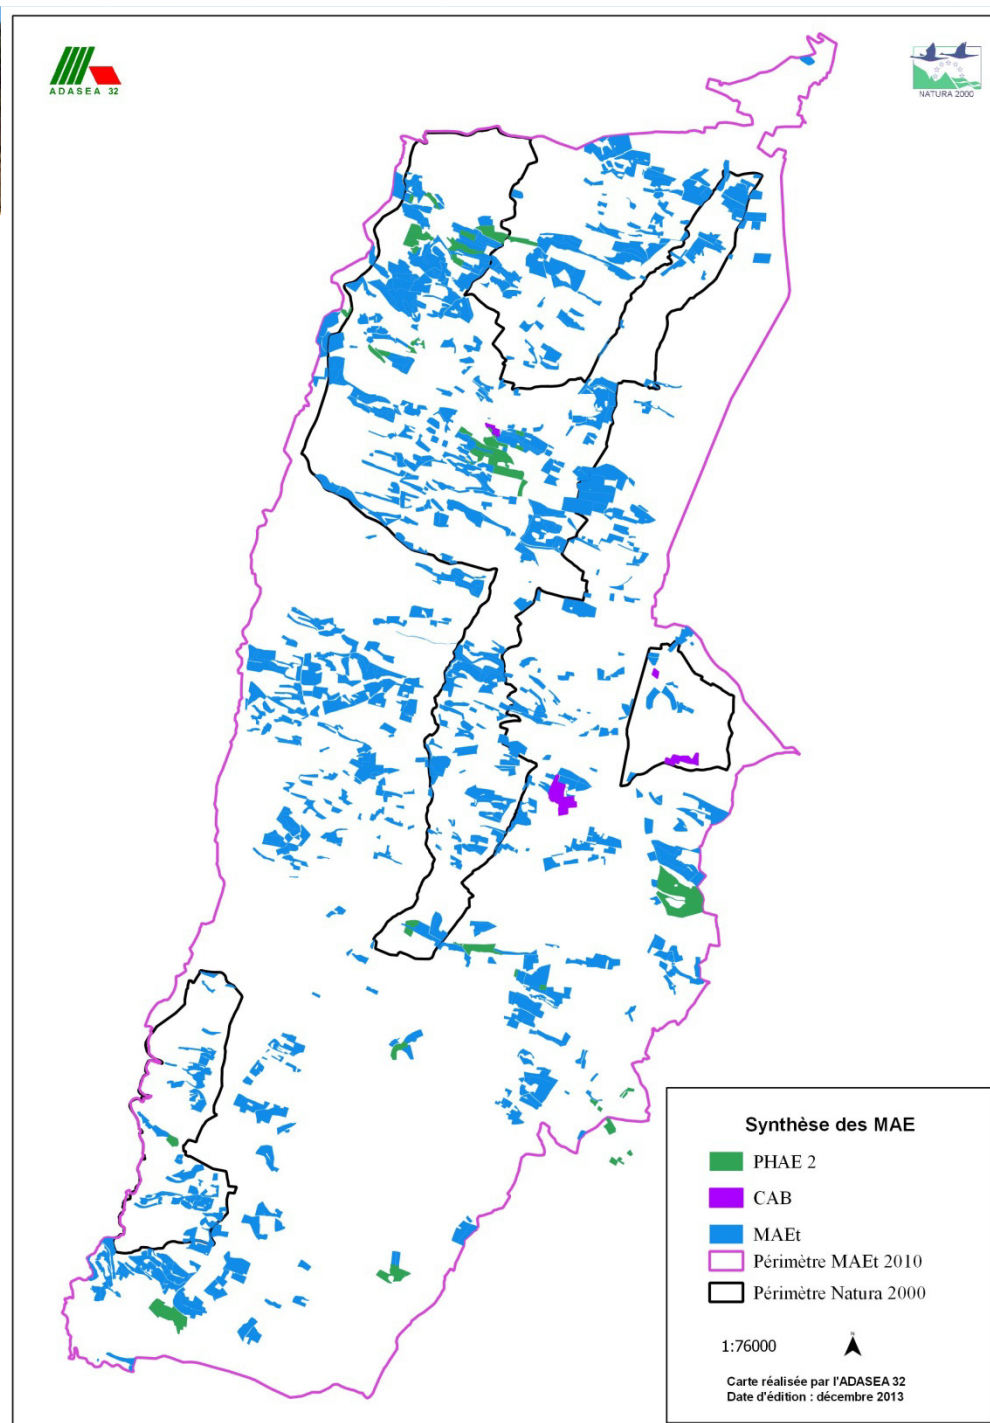 ADASEA 32
NATURA 2000
Synthèse des MAE
PHAE 2
CAB
MAEt
Périmètre MAEt 2010
Périmètre Natura 2000
1:76000
N
Carte réalisée par l'ADASEA 32
Date d'édition : décembre 2013